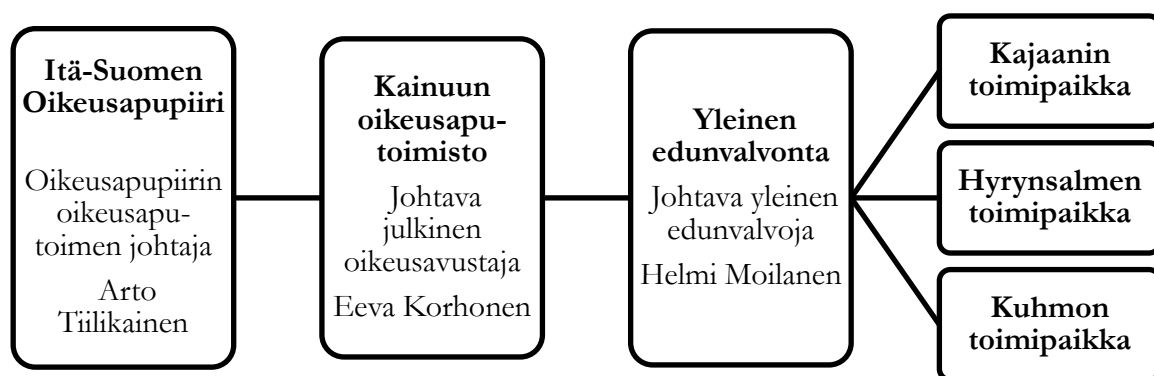 Itä-Suomen
Oikeusapupiiri
Oikeusapupiirin
oikeusapu-
toimen johtaja
Arto
Tiilikainen
Kainuun
oikeusapu-
toimisto
Johtava
julkinen
oikeusavustaja
Eeva Korhonen
Yleinen
edunvalvonta
Johtava yleinen
edunvalvoja
Helmi Moilanen
Kajaanin
toimipaikka
Hyrynsalmen
toimipaikka
Kuhmon
toimipaikka